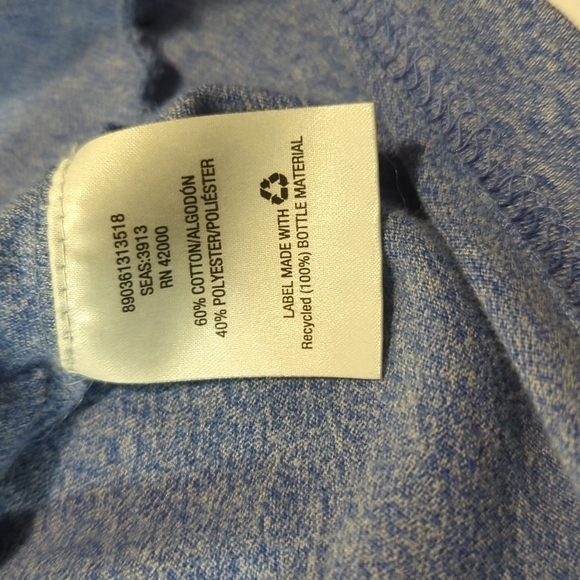 890361313518
SEAS:3913
RN 42000
60% COTTON/ALGODÓN
40% POLYESTER/POLIÉSTER
LABEL MADE WITH
Recycled (100%) BOTTLE MATERIAL